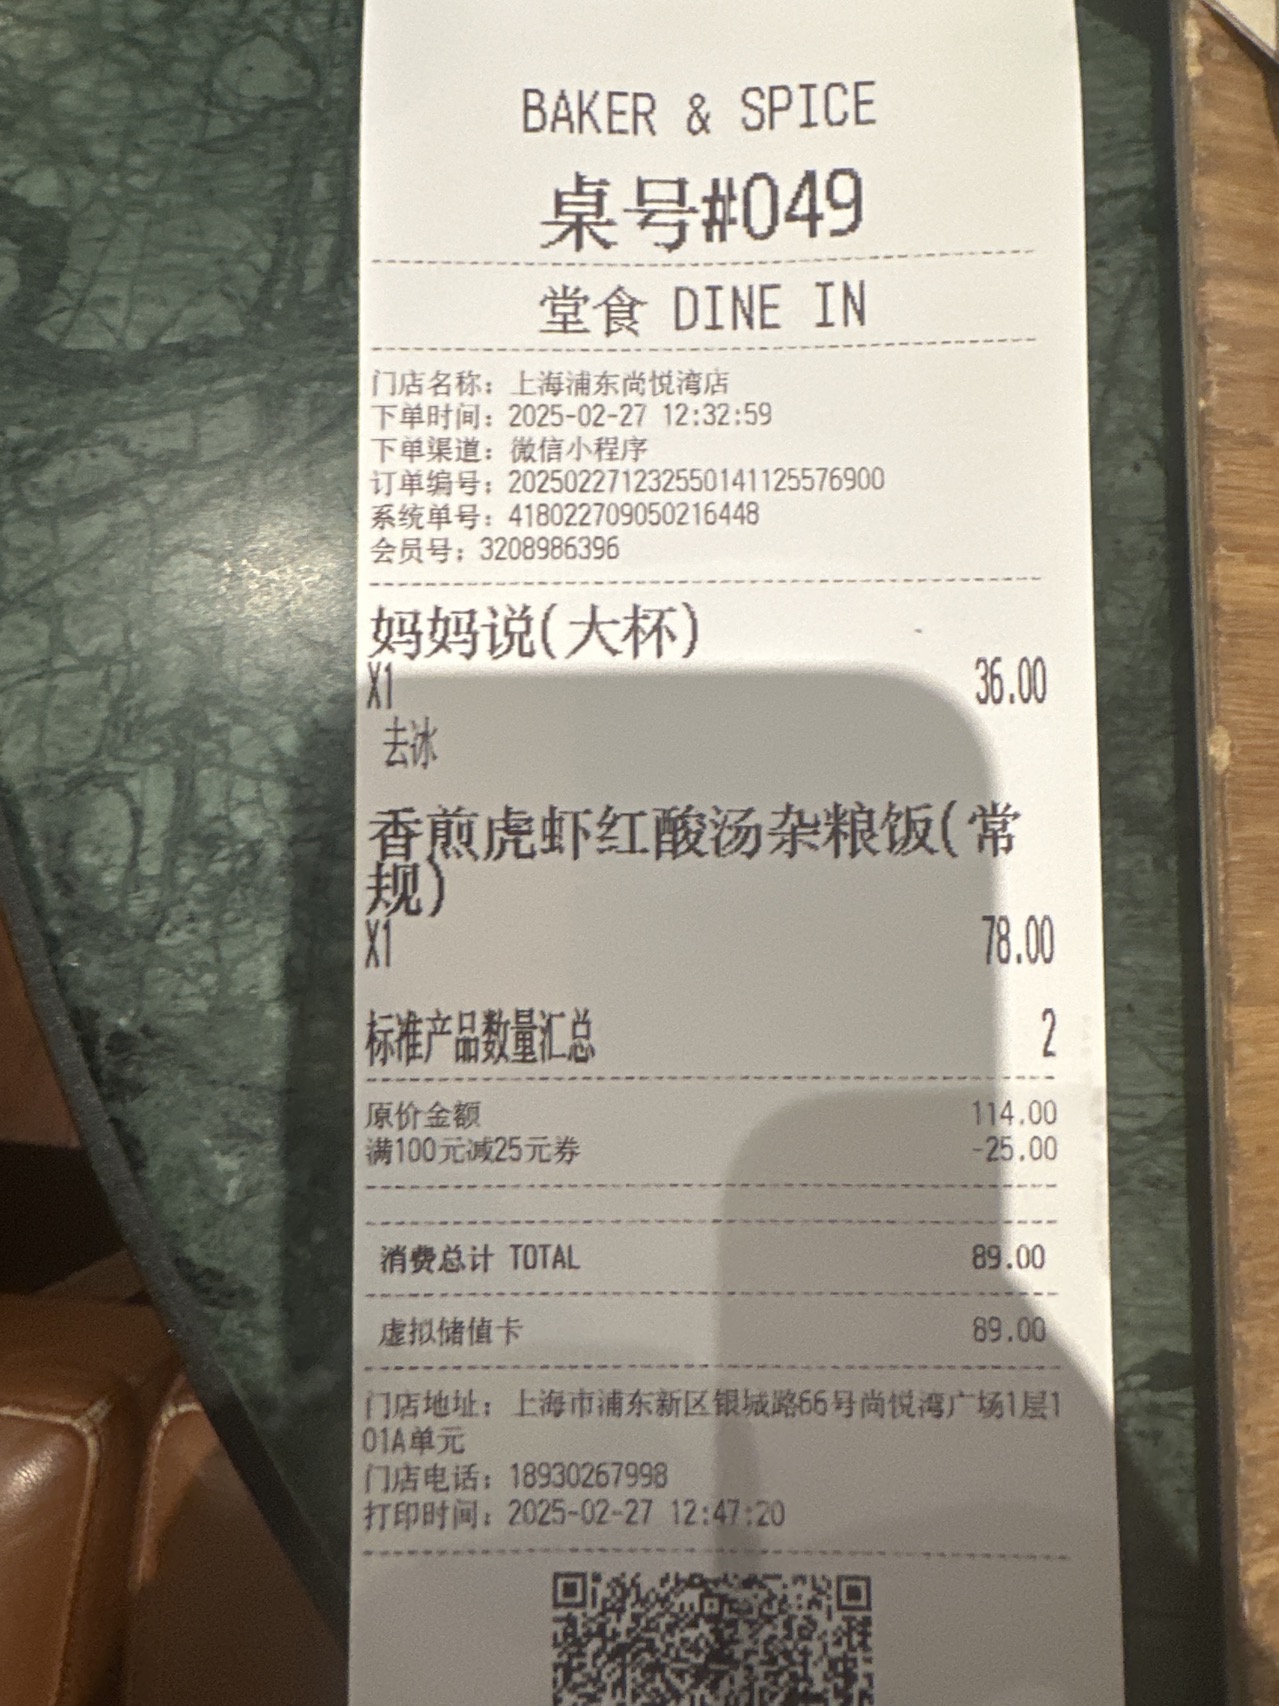 BAKER & SPICE
桌号#049
堂食 DINE IN
门店名称：上海浦东尚悦湾店
下单时间：2025-02-27 12:32:59
下单渠道：微信小程序
订单编号：202502271232550141125576900
系统单号：418022709050216448
会员号：3208986396
妈妈说(大杯)
X1 36.00
去冰
香煎虎虾红酸汤杂粮饭(常
规)
X1 78.00
标准产品数量汇总 2
原价金额 114.00
满100元减25元券 -25.00
消费总计 TOTAL 89.00
虚拟储值卡 89.00
门店地址：上海市浦东新区银城路66号尚悦湾广场1层1
01A单元
门店电话：18930267998
打印时间：2025-02-27 12:47:20